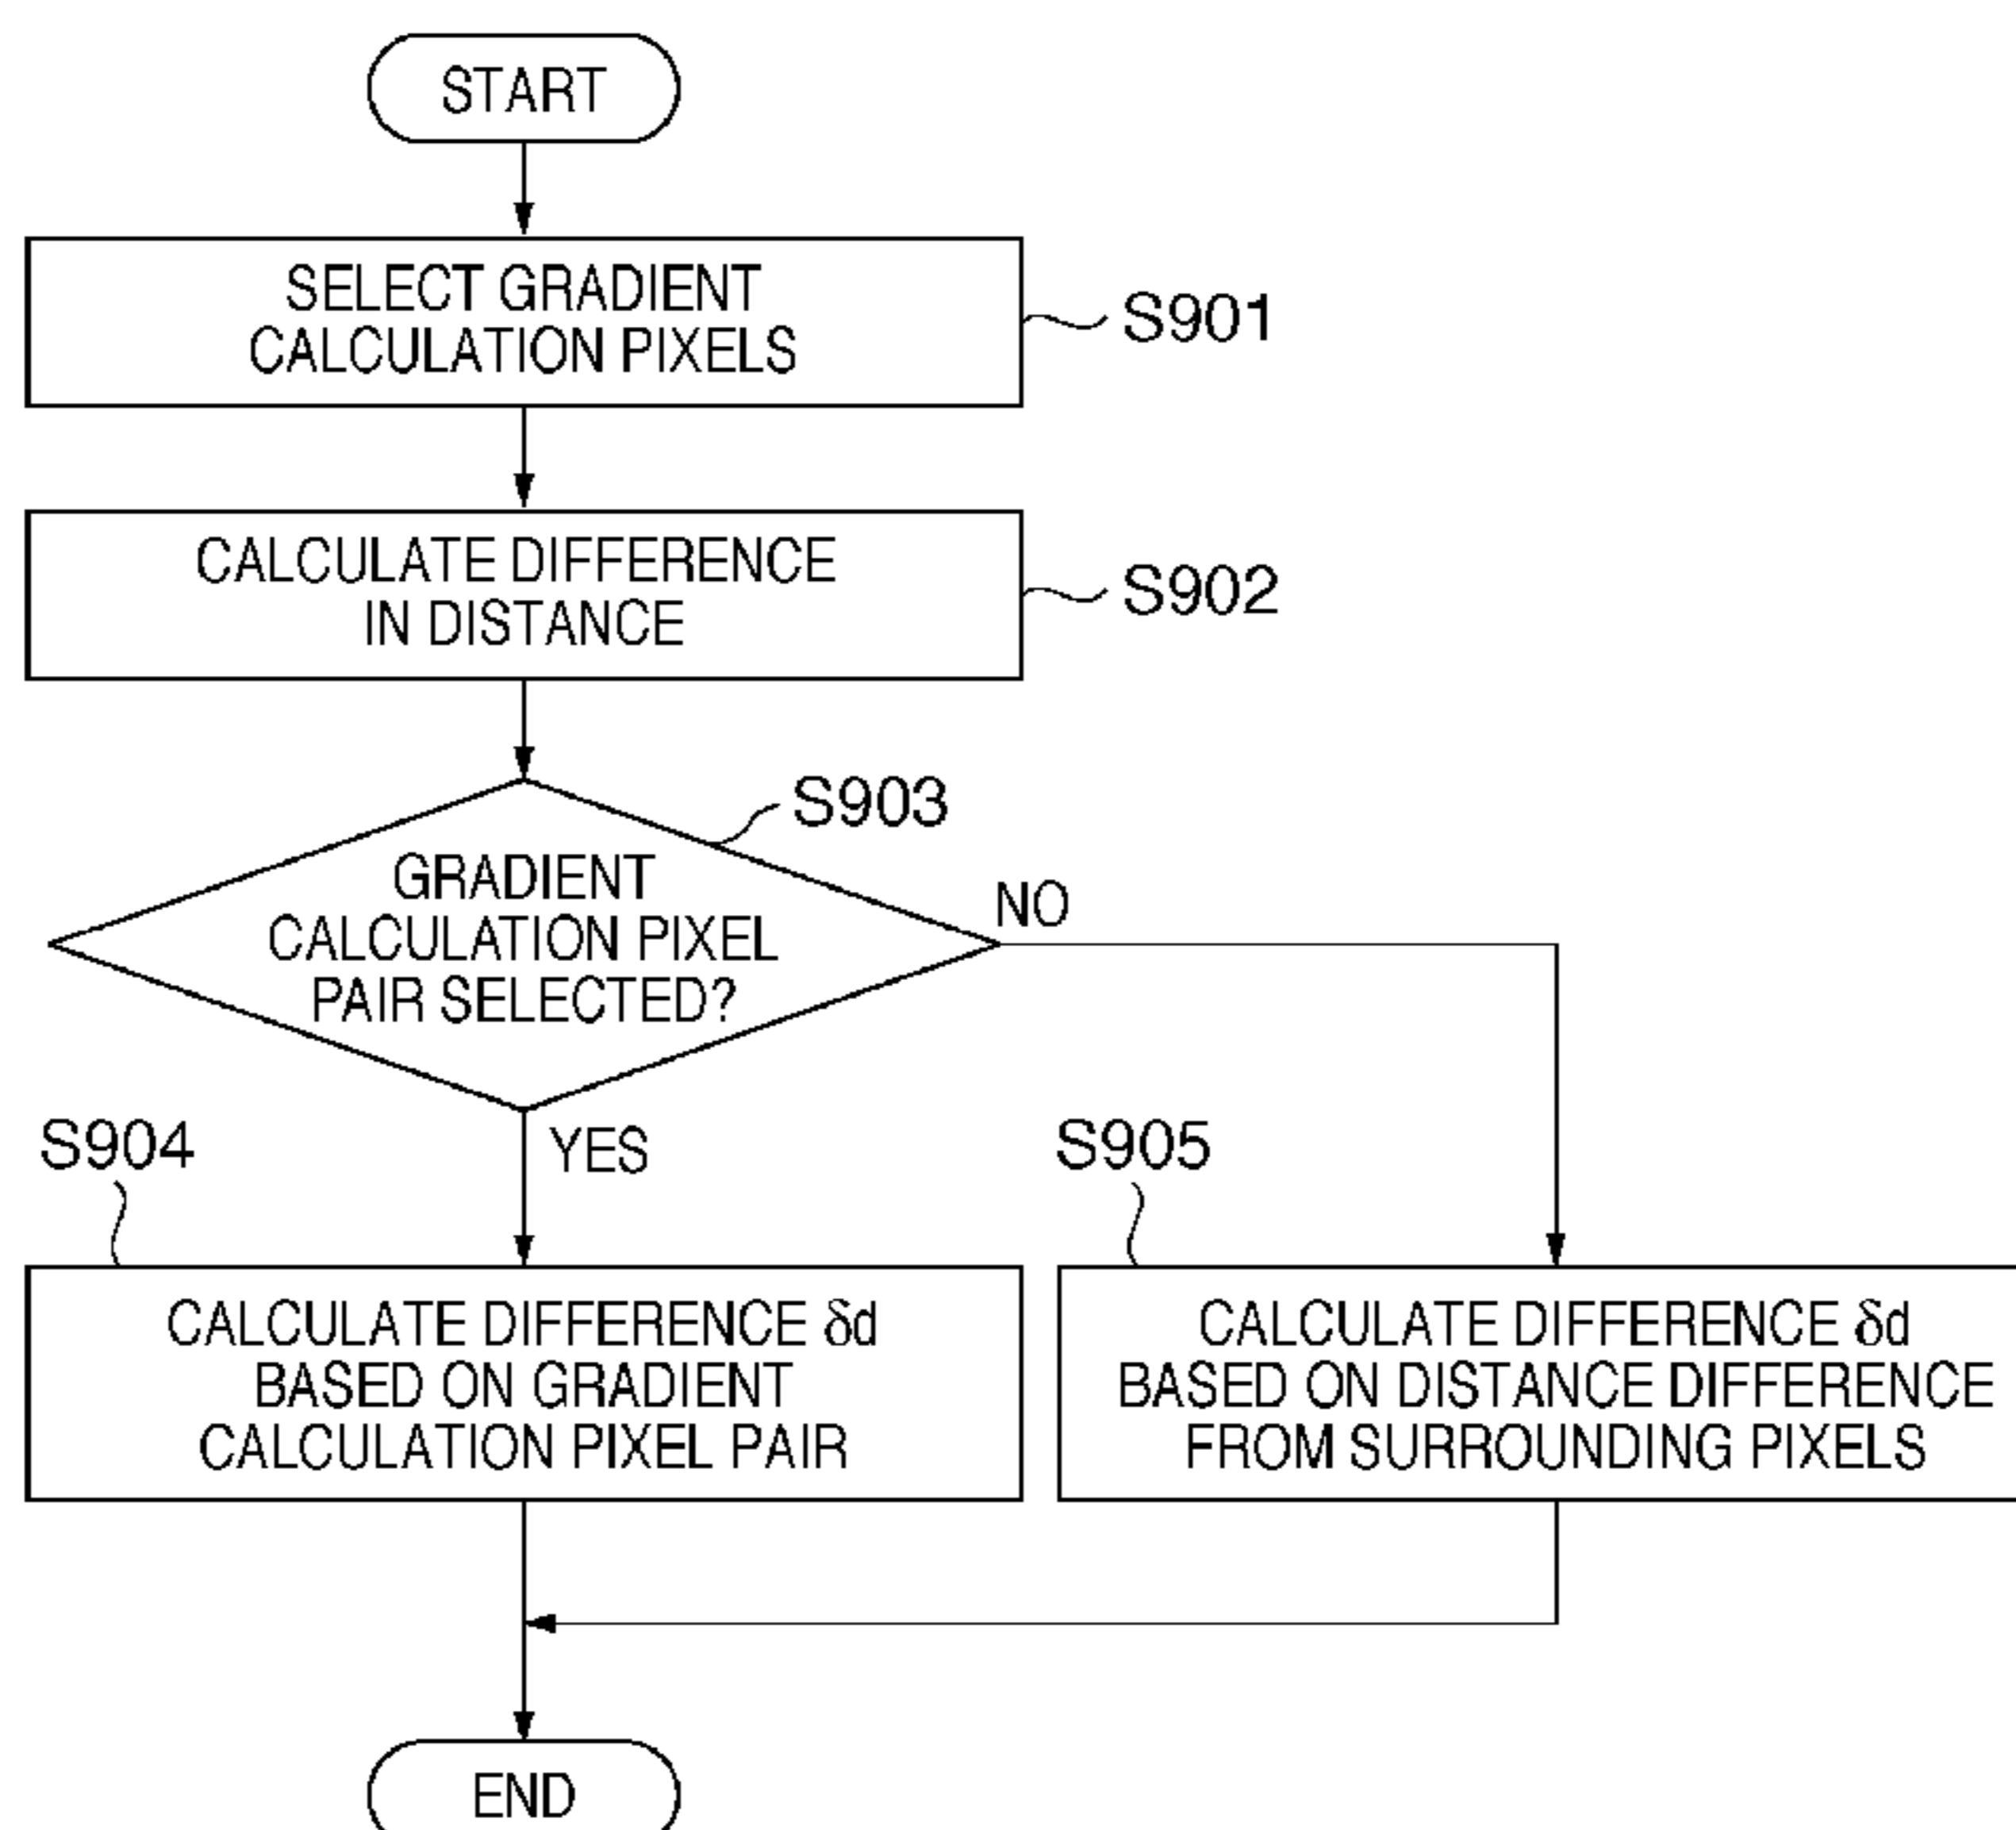 START
SELECT GRADIENT
CALCULATION PIXELS
S901
CALCULATE DIFFERENCE
IN DISTANCE
S902
S903
GRADIENT
CALCULATION PIXEL
PAIR SELECTED?
NO
YES
S904
CALCULATE DIFFERENCE δd
BASED ON GRADIENT
CALCULATION PIXEL PAIR
S905
CALCULATE DIFFERENCE δd
BASED ON DISTANCE DIFFERENCE
FROM SURROUNDING PIXELS
END